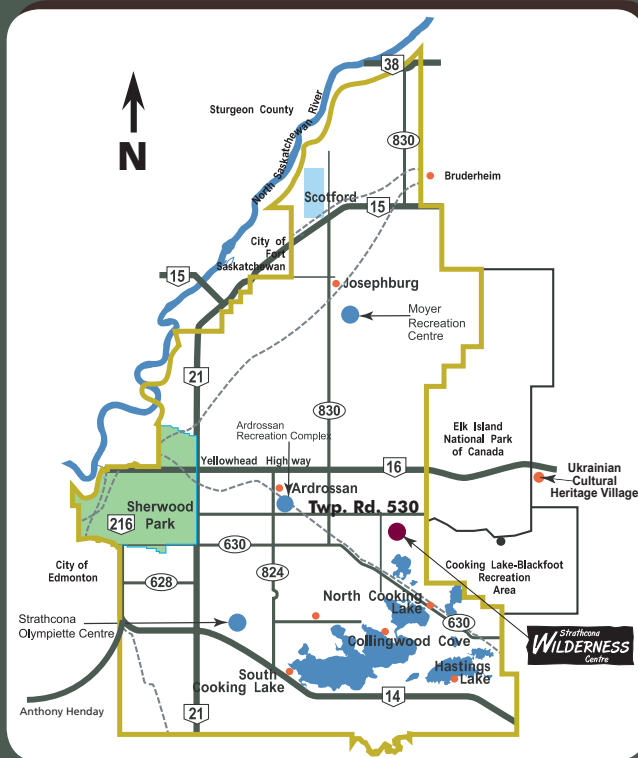 38
Sturgeon County
North Saskatchewan River
830
Bruderheim
Scotford
15
N
City of
Fort
Saskatchewan
15
Josephburg
Moyer
Recreation
Centre
21
830
Ardrossan
Recreation Complex
Elk Island
National Park
of Canada
Yellowhead Highway
16
Ukrainian
Cultural
Heritage Village
Ardrossan
Twp. Rd. 530
Sherwood
Park
216
630
City of
Edmonton
628
824
Cooking Lake-Blackfoot
Recreation
Area
North Cooking
Lake
630
Strathcona
Olympiette Centre
Collingwood Cove
Strathcona
WILDERNESS
Centre
South
Cooking Lake
Hastings
Lake
14
Anthony Henday
21